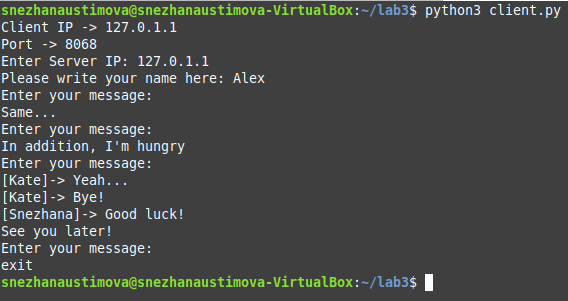 snezhanaustimova@snezhanaustimova-VirtualBox:~/lab3$ python3 client.py
Client IP -> 127.0.1.1
Port -> 8068
Enter Server IP: 127.0.1.1
Please write your name here: Alex
Enter your message:
Same...
Enter your message:
In addition, I'm hungry
Enter your message:
[Kate]-> Yeah...
[Kate]-> Bye!
[Snezhana]-> Good luck!
See you later!
Enter your message:
exit
snezhanaustimova@snezhanaustimova-VirtualBox:~/lab3$